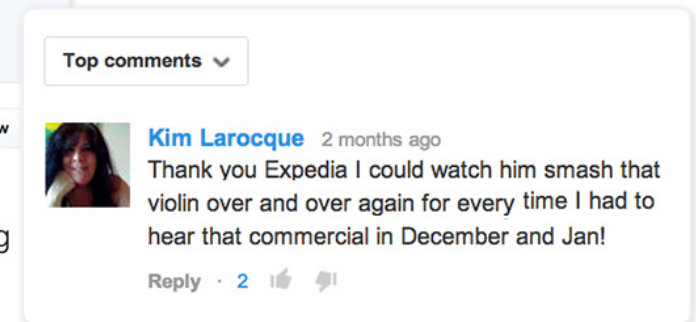 Top comments
w
Kim Larocque 2 months ago
Thank you Expedia I could watch him smash that
violin over and over again for every time I had to
g
hear that commercial in December and Jan!
Reply · 2